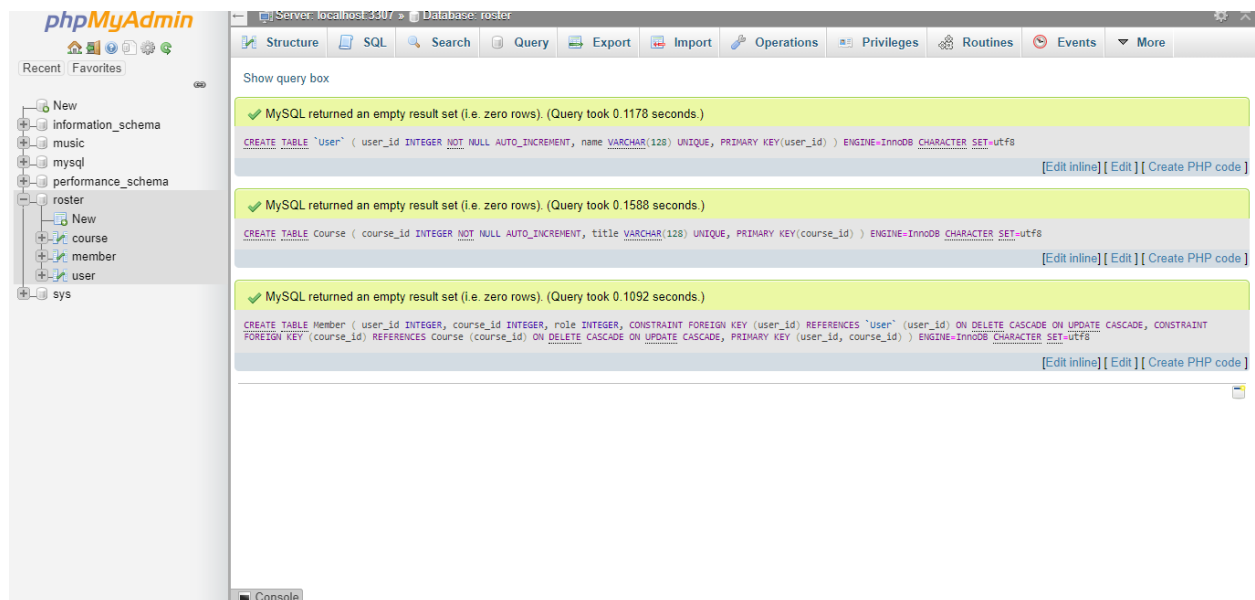 phpMyAdmin
Recent Favorites
New
information_schema
music
mysql
performance_schema
roster
New
course
member
user
sys
Server: localhost:3307 » Database: roster
Structure SQL Search Query Export Import Operations Privileges Routines Events More
Show query box
MySQL returned an empty result set (i.e. zero rows). (Query took 0.1178 seconds.)
CREATE TABLE `User` ( user_id INTEGER NOT NULL AUTO_INCREMENT, name VARCHAR(128) UNIQUE, PRIMARY KEY(user_id) ) ENGINE=InnoDB CHARACTER SET=utf8
[Edit inline] [ Edit ] [ Create PHP code ]
MySQL returned an empty result set (i.e. zero rows). (Query took 0.1588 seconds.)
CREATE TABLE Course ( course_id INTEGER NOT NULL AUTO_INCREMENT, title VARCHAR(128) UNIQUE, PRIMARY KEY(course_id) ) ENGINE=InnoDB CHARACTER SET=utf8
[Edit inline] [ Edit ] [ Create PHP code ]
MySQL returned an empty result set (i.e. zero rows). (Query took 0.1092 seconds.)
CREATE TABLE Member ( user_id INTEGER, course_id INTEGER, role INTEGER, CONSTRAINT FOREIGN KEY (user_id) REFERENCES `User` (user_id) ON DELETE CASCADE ON UPDATE CASCADE, CONSTRAINT
FOREIGN KEY (course_id) REFERENCES Course (course_id) ON DELETE CASCADE ON UPDATE CASCADE, PRIMARY KEY (user_id, course_id) ) ENGINE=InnoDB CHARACTER SET=utf8
[Edit inline] [ Edit ] [ Create PHP code ]
Console